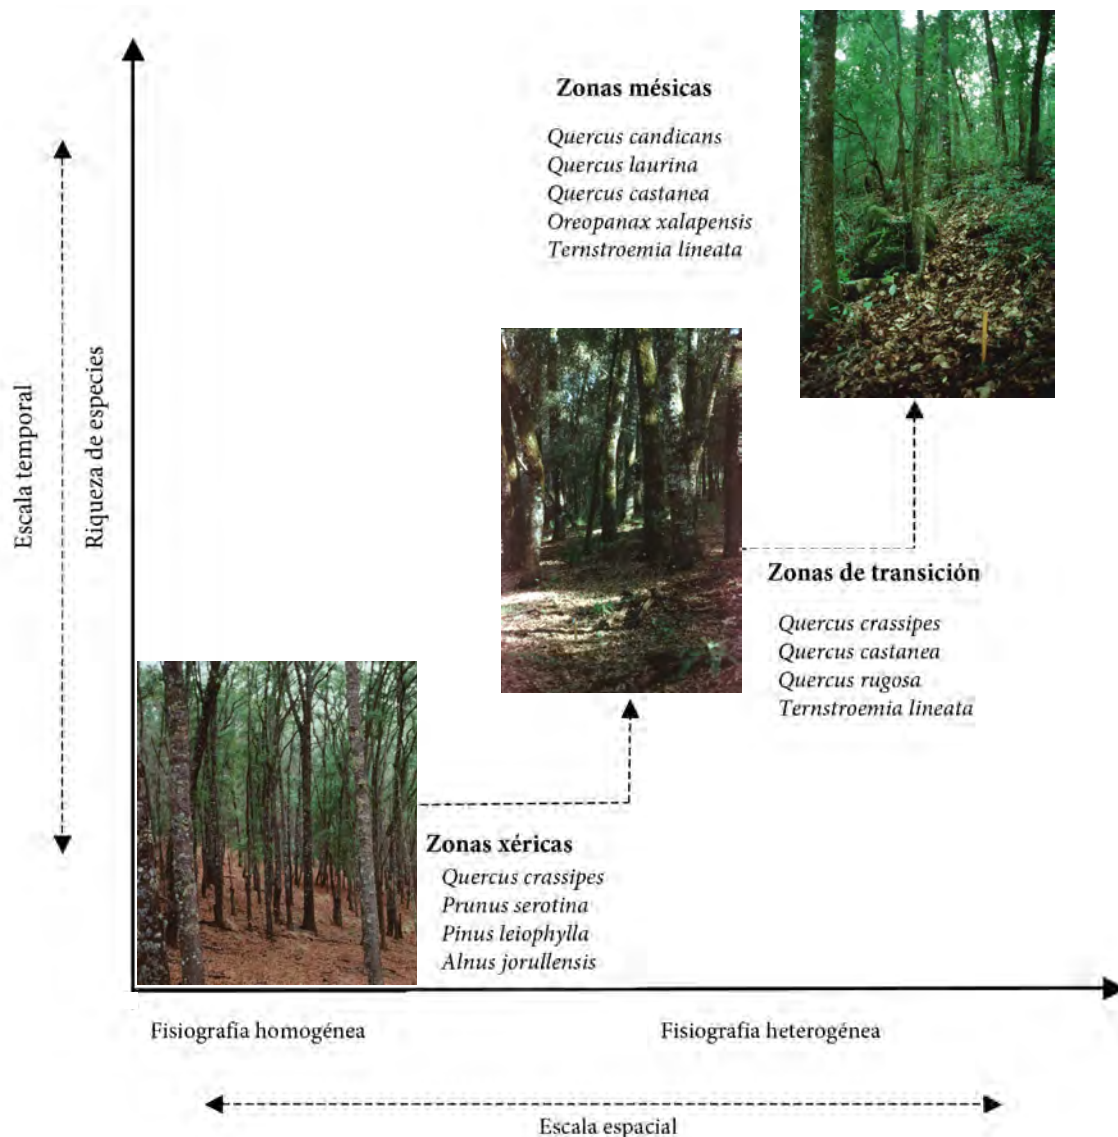 Zonas mésicas
Quercus candicans
Quercus laurina
Quercus castanea
Oreopanax xalapensis
Ternstroemia lineata
Escala temporal
Riqueza de especies
Zonas de transición
Quercus crassipes
Quercus castanea
Quercus rugosa
Ternstroemia lineata
Zonas xéricas
Quercus crassipes
Prunus serotina
Pinus leiophylla
Alnus jorullensis
Fisiografía homogénea
Fisiografía heterogénea
Escala espacial